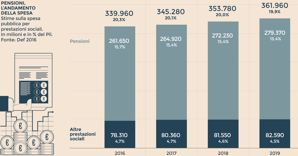 PENSIONI,
L'ANDAMENTO
DELLA SPESA
Stime sulla spesa
pubblica per
prestazioni sociali.
In milioni e in % del Pil.
Fonte: Def 2016
339.960
20,3%
345.280
20,1%
353.780
20,0%
361.960
19,9%
Pensioni
261.650
15,7%
264.920
15,4%
272.230
15,4%
279.370
15,4%
Altre
prestazioni
sociali
78.310
4,7%
80.360
4,7%
81.550
4,6%
82.590
4,5%
2016
2017
2018
2019